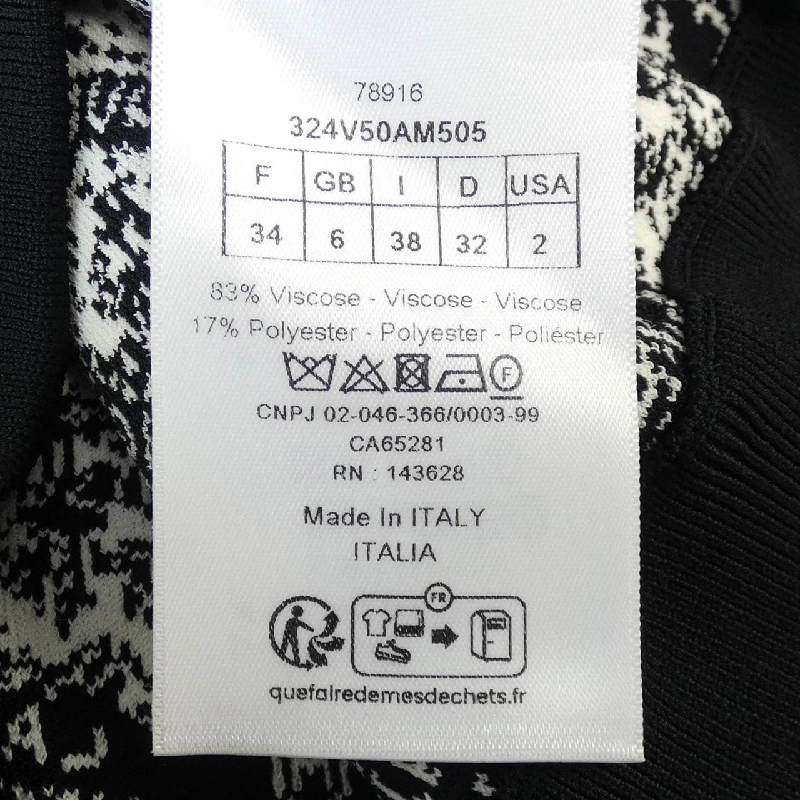 78916
324V50AM505
F GB I D USA
34 6 38 32 2
83% Viscose - Viscose - Viscose
17% Polyester - Polyester - Poliéster
F
CNPJ 02-046-366/0003-99
CA65281
RN : 143628
Made In ITALY
ITALIA
FR
quefairedemesdechets.fr